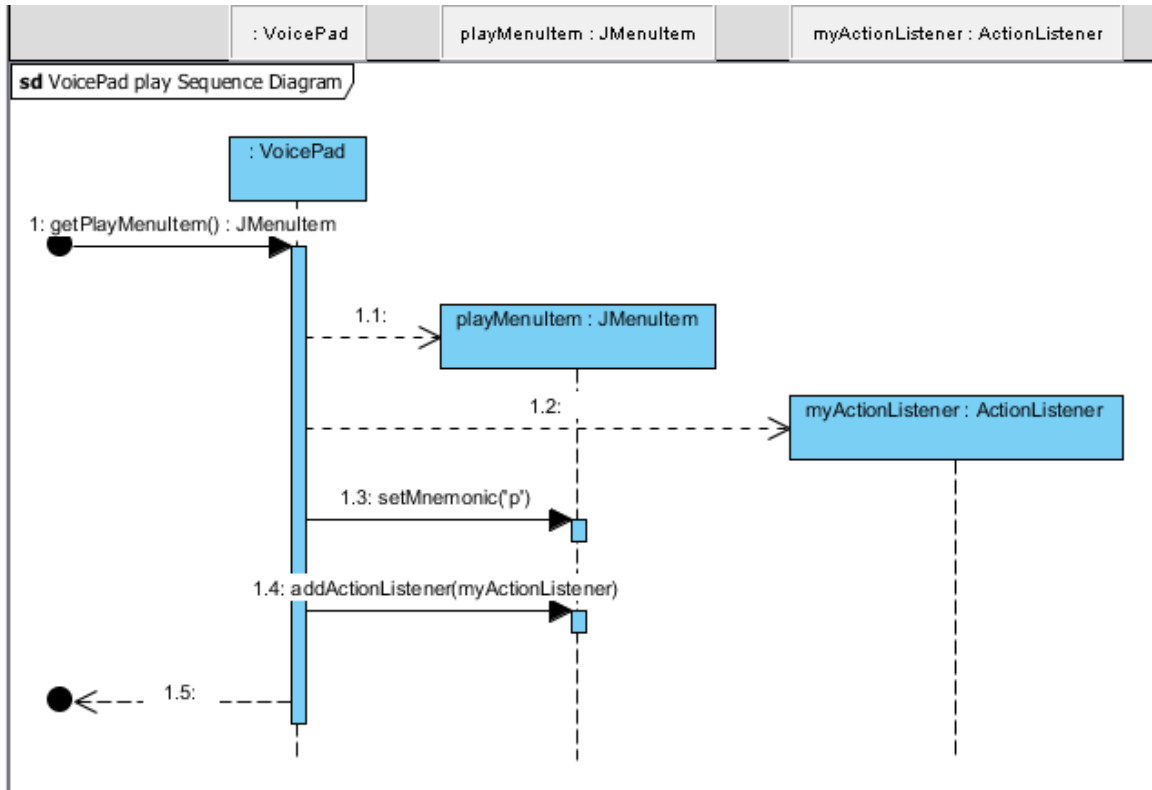 : VoicePad
playMenuItem : JMenuItem
myActionListener : ActionListener
sd VoicePad play Sequence Diagram
: VoicePad
1: getPlayMenuItem() : JMenuItem
1.1:
playMenuItem : JMenuItem
1.2:
myActionListener : ActionListener
1.3: setMnemonic('p')
1.4: addActionListener(myActionListener)
1.5: